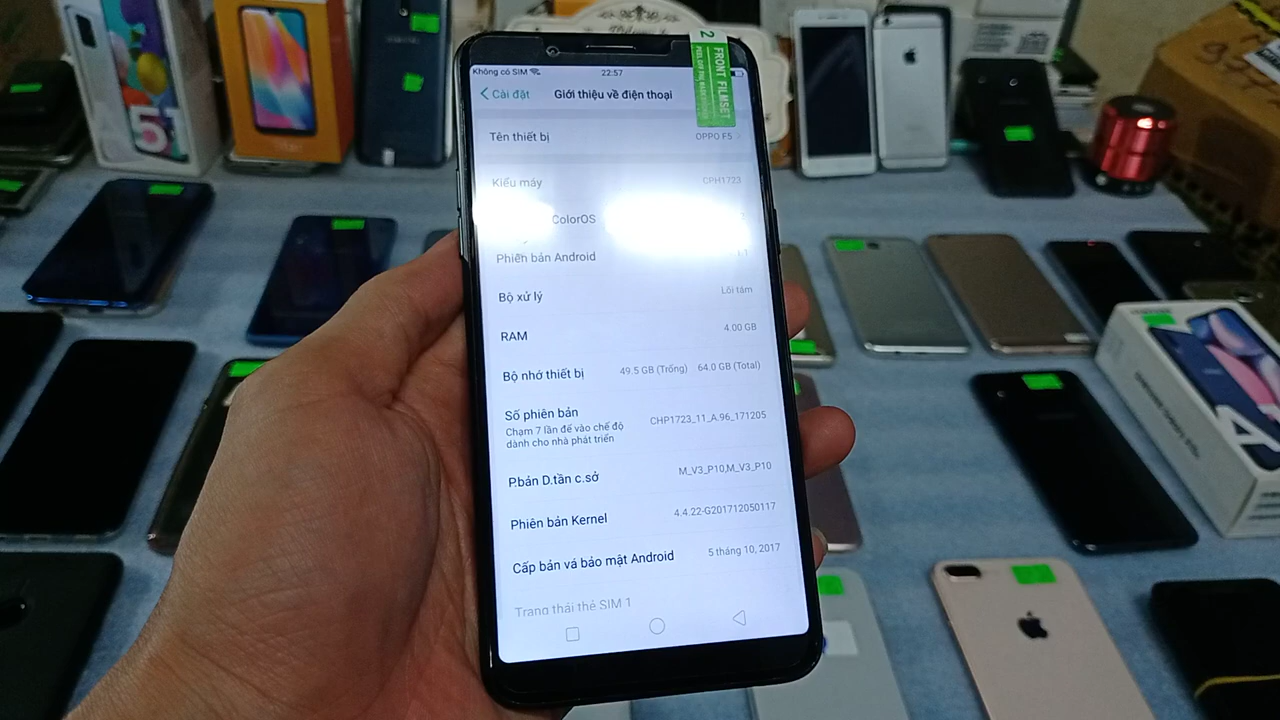 Không có SIM
22:57
Cài đặt
Giới thiệu về điện thoại
2 FRONT FILMSET
Tên thiết bị
OPPO F5
Kiểu máy
CPH1723
ColorOS
Phiên bản Android
Bộ xử lý
Lõi tám
RAM
4.00 GB
Bộ nhớ thiết bị
49.5 GB (Trống) 64.0 GB (Total)
Số phiên bản
Chạm 7 lần để vào chế độ
dành cho nhà phát triển
CHP1723_11_A.96_171205
P.bản D.tần c.sở
M_V3_P10,M_V3_P10
Phiên bản Kernel
4.4.22-G201712050117
Cấp bản vá bảo mật Android
5 tháng 10, 2017
Trạng thái thẻ SIM 1
51
A